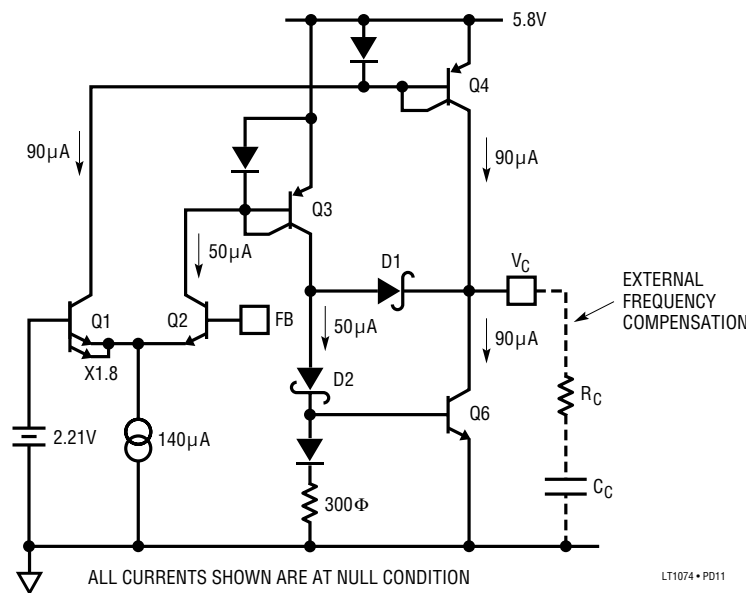 5.8V
Q4
90µA
90µA
Q3
50µA
D1
V_C
EXTERNAL
FREQUENCY
COMPENSATION
Q1
Q2
FB
50µA
90µA
X1.8
D2
Q6
R_C
2.21V
140µA
300Φ
C_C
ALL CURRENTS SHOWN ARE AT NULL CONDITION
LT1074 • PD11